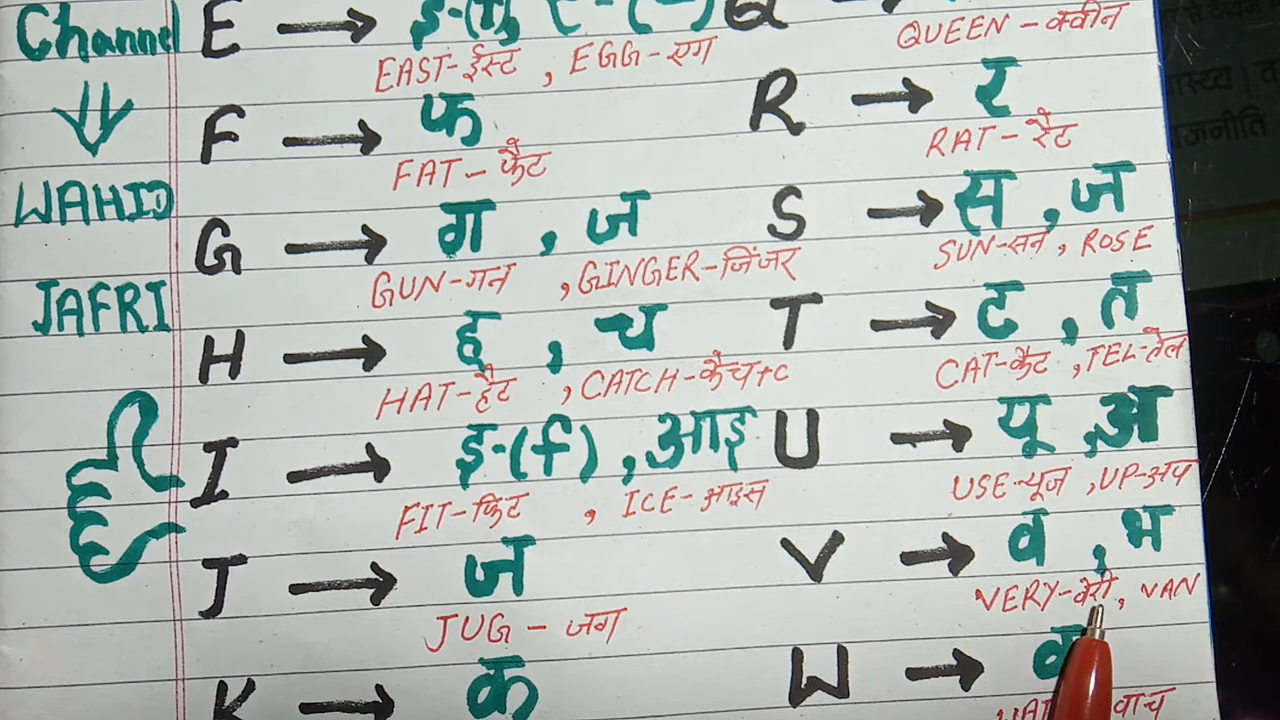 Channel
WAHID
JAFRI
E → इ-(ि), ए-(े)
EAST-ईस्ट , EGG-एग
F → फ
FAT-फैट
G → ग , ज
GUN-गन , GINGER-जिंजर
H → ह , च
HAT-हैट , CATCH-कैच+c
I → इ-(ि) , आइ
FIT-फिट , ICE-आइस
J → ज
JUG - जग
K → क
Q
QUEEN-क्वीन
R → र
RAT-रैट
S → स , ज
SUN-सन , ROSE
T → ट , त
CAT-कैट , TEL-तेल
U → यू , अ
USE-यूज , UP-अप
V → व , भ
VERY-वेरी , VAN
W → व
वाच